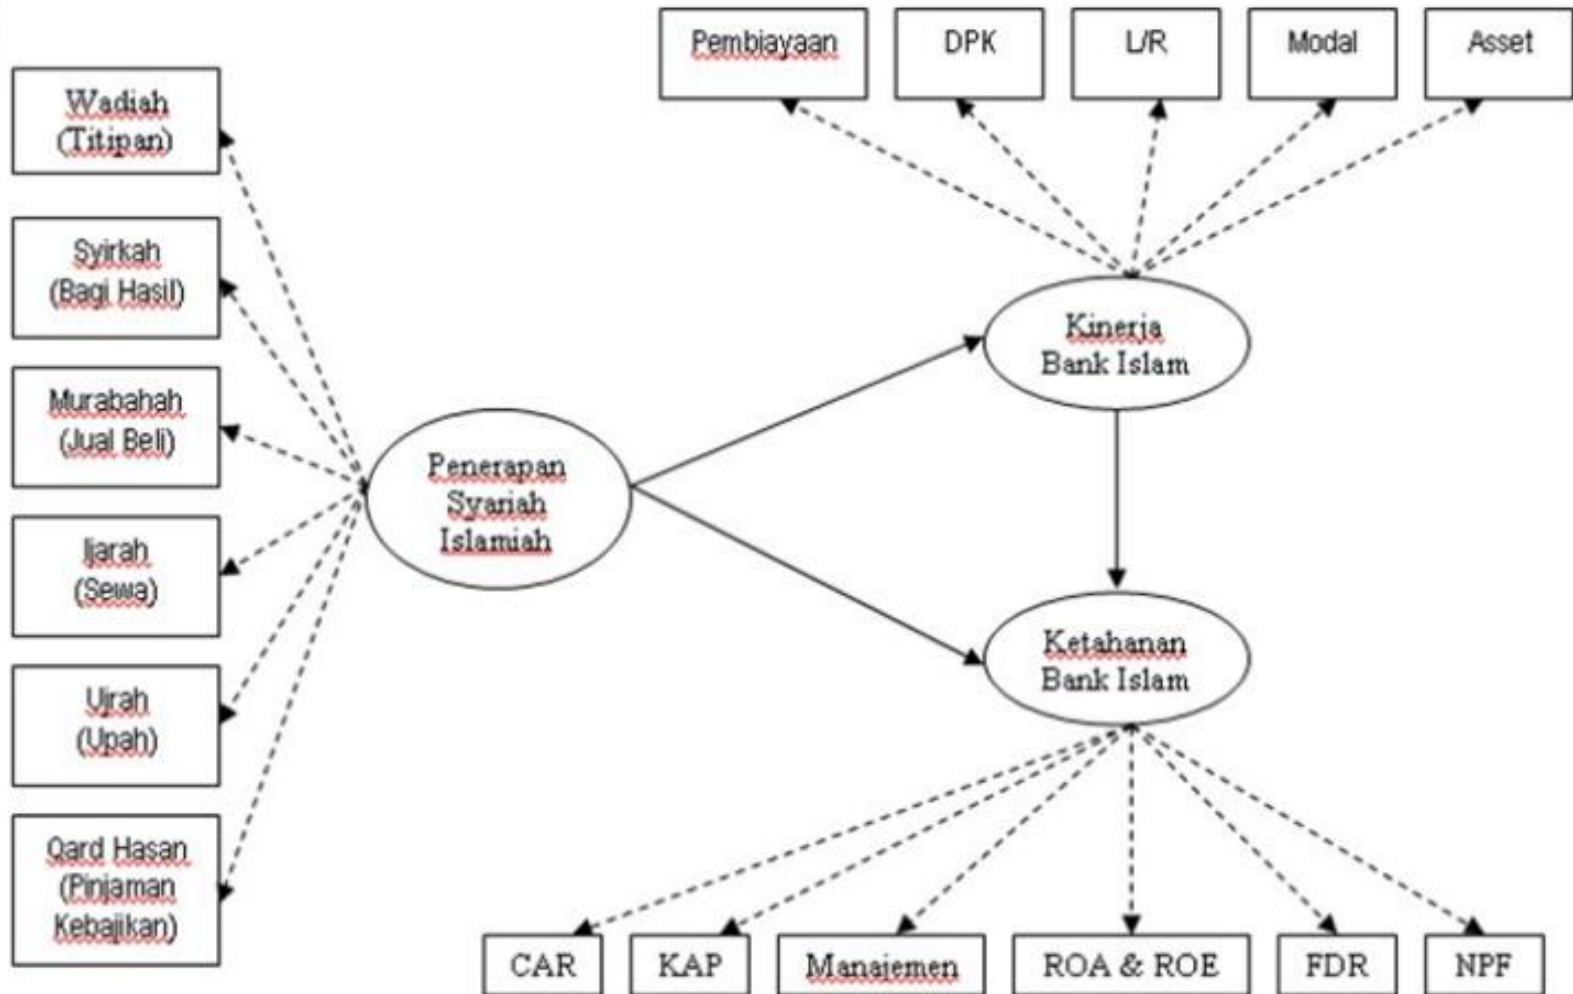 Pembiayaan
DPK
L/R
Modal
Asset
Wadiah
(Titipan)
Syirkah
(Bagi Hasil)
Murabahah
(Jual Beli)
Ijarah
(Sewa)
Ujrah
(Upah)
Qard Hasan
(Pinjaman
Kebajikan)
Penerapan
Syariah
Islamiah
Kinerja
Bank Islam
Ketahanan
Bank Islam
CAR
KAP
Manajemen
ROA & ROE
FDR
NPF